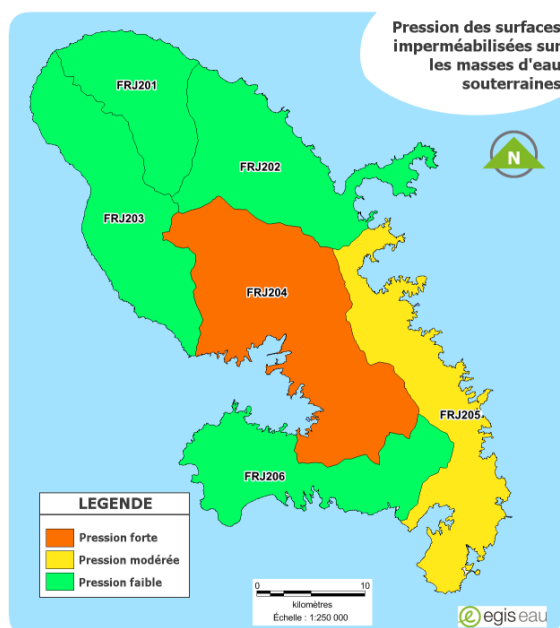 Pression des surfaces
imperméabilisées sur
les masses d'eau
souterraines
N
FRJ201
FRJ202
FRJ203
FRJ204
FRJ205
FRJ206
LEGENDE
Pression forte
Pression modérée
Pression faible
0 10
kilomètres
Échelle : 1:250 000
egis eau